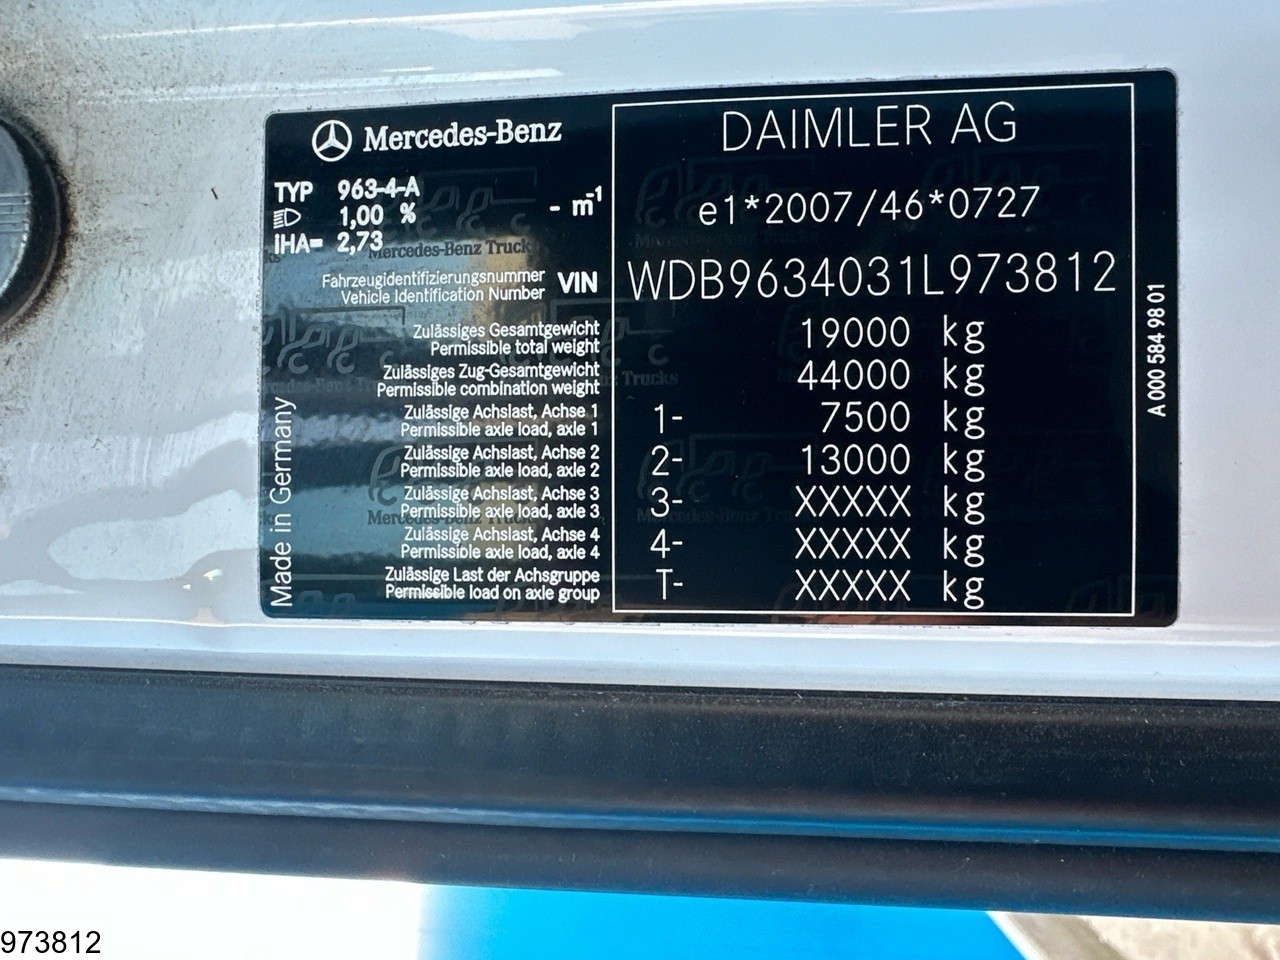 Mercedes-Benz
DAIMLER AG
TYP 963-4-A
1,00 % - m⁻¹
iHA= 2,73
e1*2007/46*0727
Fahrzeugidentifizierungsnummer
Vehicle Identification Number
VIN WDB9634031L973812
Zulässiges Gesamtgewicht
Permissible total weight
19000 kg
Zulässiges Zug-Gesamtgewicht
Permissible combination weight
44000 kg
Zulässige Achslast, Achse 1
Permissible axle load, axle 1
1- 7500 kg
Zulässige Achslast, Achse 2
Permissible axle load, axle 2
2- 13000 kg
Zulässige Achslast, Achse 3
Permissible axle load, axle 3
3- XXXXX kg
Zulässige Achslast, Achse 4
Permissible axle load, axle 4
4- XXXXX kg
Zulässige Last der Achsgruppe
Permissible load on axle group
T- XXXXX kg
Made in Germany
A 000 584 98 01
Mercedes-Benz Trucks
973812